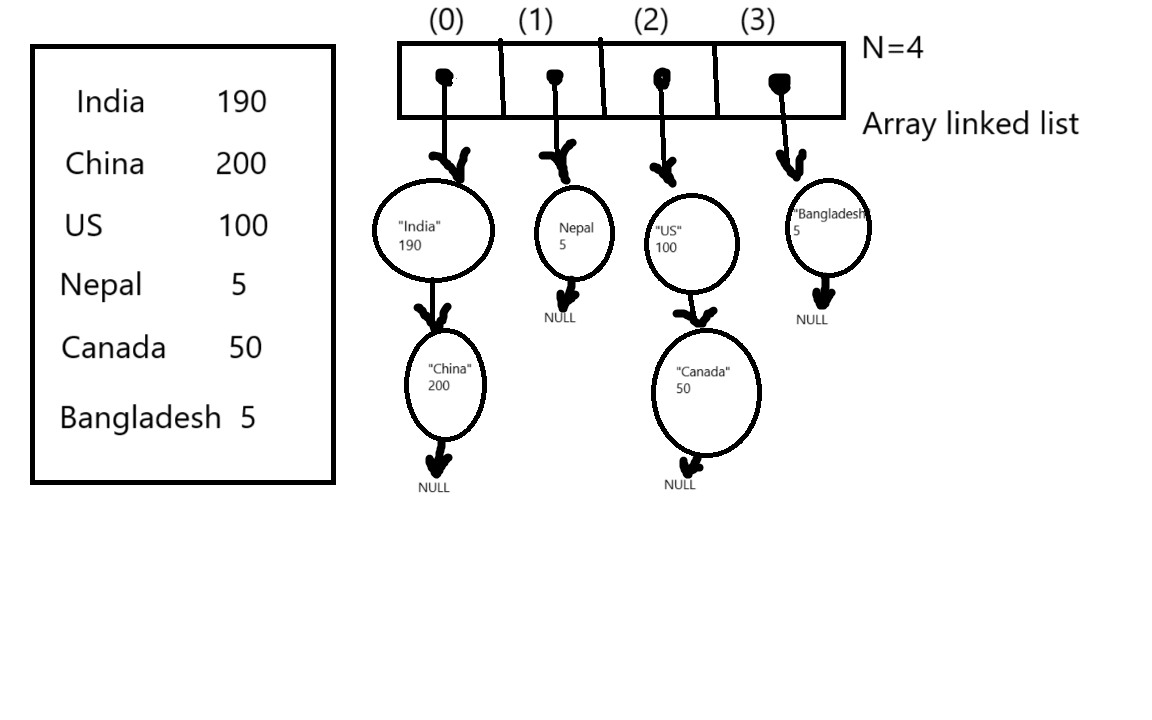 India 190
China 200
US 100
Nepal 5
Canada 50
Bangladesh 5
(0) (1) (2) (3)
N=4
Array linked list
"India"
190
Nepal
5
"US"
100
"Bangladesh
5
NULL
NULL
"China"
200
"Canada"
50
NULL
NULL